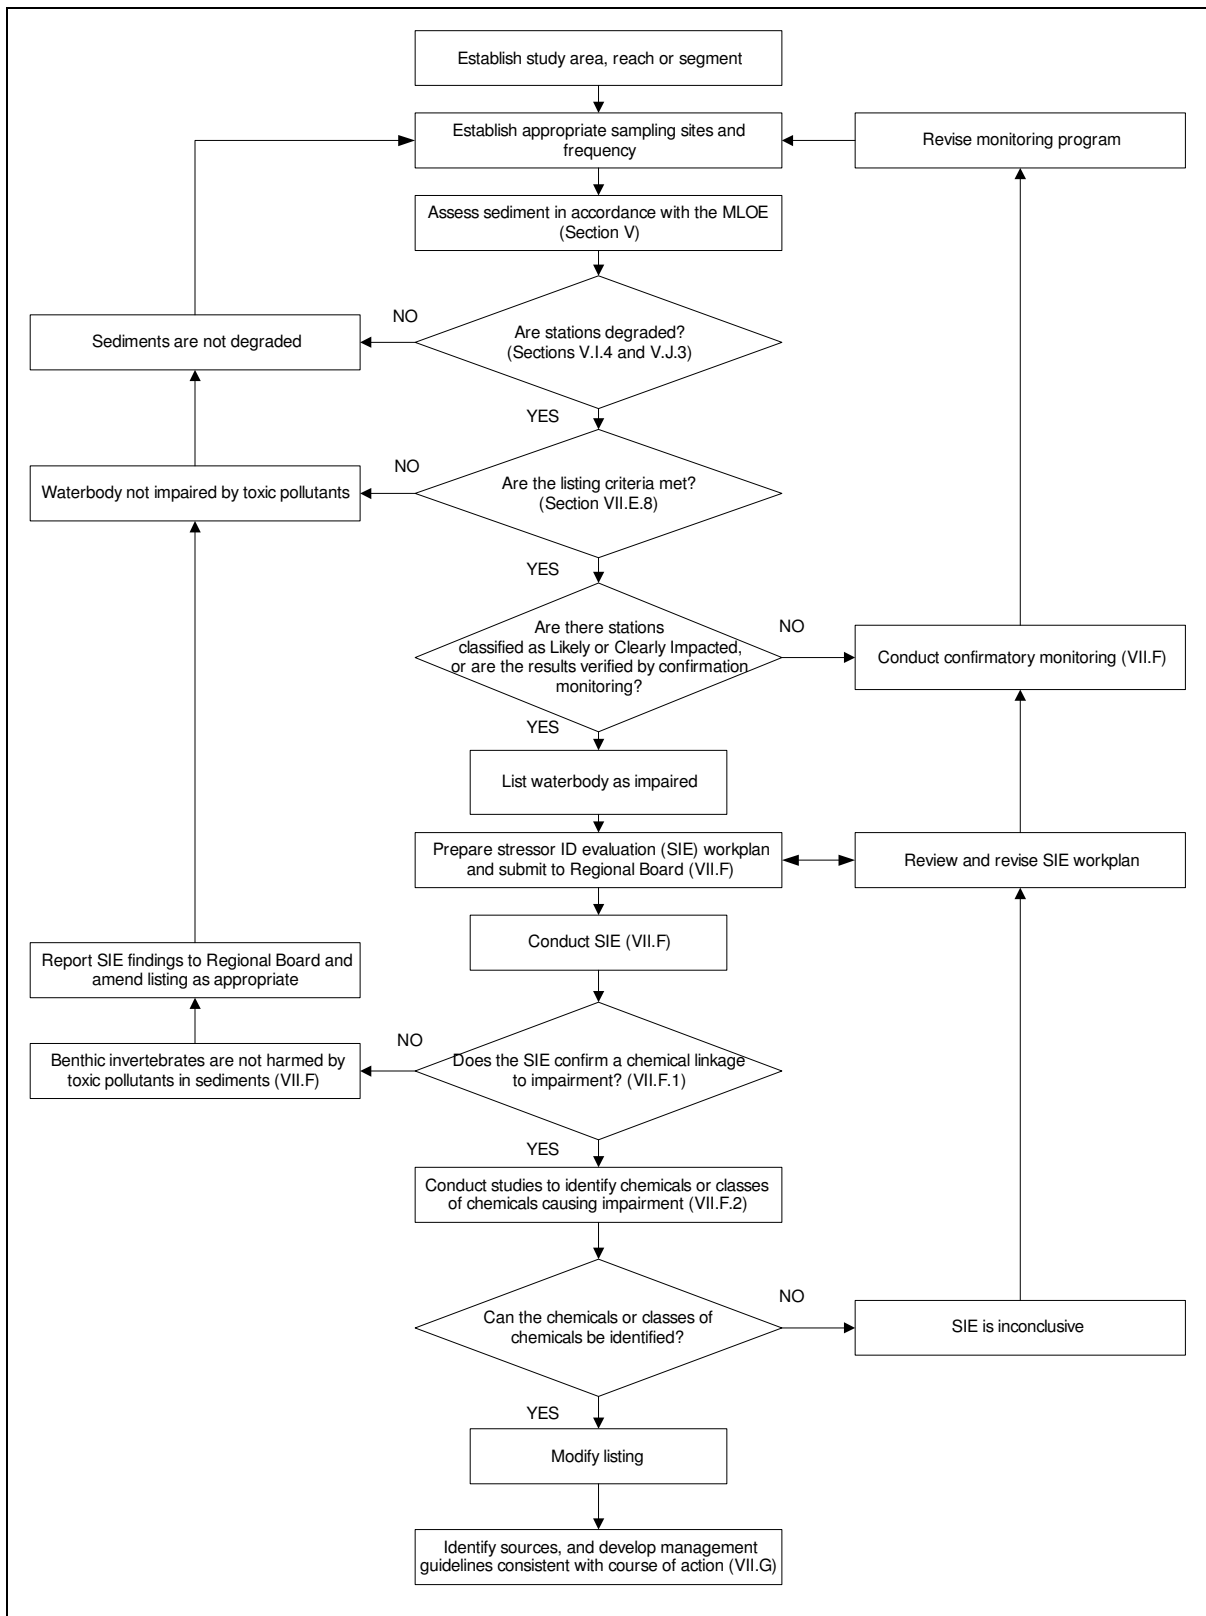 Establish study area, reach or segment
Establish appropriate sampling sites and
frequency
Revise monitoring program
Assess sediment in accordance with the MLOE
(Section V)
NO
Sediments are not degraded
Are stations degraded?
(Sections V.I.4 and V.J.3)
YES
NO
Waterbody not impaired by toxic pollutants
Are the listing criteria met?
(Section VII.E.8)
YES
Are there stations
classified as Likely or Clearly Impacted,
or are the results verified by confirmation
monitoring?
NO
Conduct confirmatory monitoring (VII.F)
YES
List waterbody as impaired
Prepare stressor ID evaluation (SIE) workplan
and submit to Regional Board (VII.F)
Review and revise SIE workplan
Conduct SIE (VII.F)
Report SIE findings to Regional Board and
amend listing as appropriate
NO
Benthic invertebrates are not harmed by
toxic pollutants in sediments (VII.F)
Does the SIE confirm a chemical linkage
to impairment? (VII.F.1)
YES
Conduct studies to identify chemicals or classes
of chemicals causing impairment (VII.F.2)
Can the chemicals or classes of
chemicals be identified?
NO
SIE is inconclusive
YES
Modify listing
Identify sources, and develop management
guidelines consistent with course of action (VII.G)